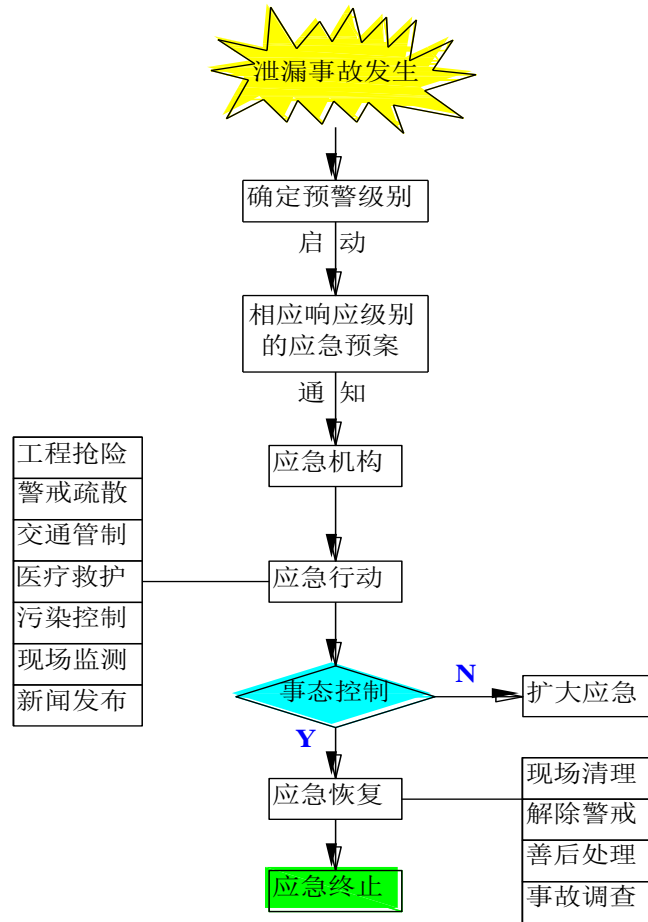 泄漏事故发生
确定预警级别
启 动
相应响应级别
的应急预案
通 知
应急机构
工程抢险
警戒疏散
交通管制
医疗救护
污染控制
现场监测
新闻发布
应急行动
事态控制
N
扩大应急
Y
应急恢复
现场清理
解除警戒
善后处理
事故调查
应急终止